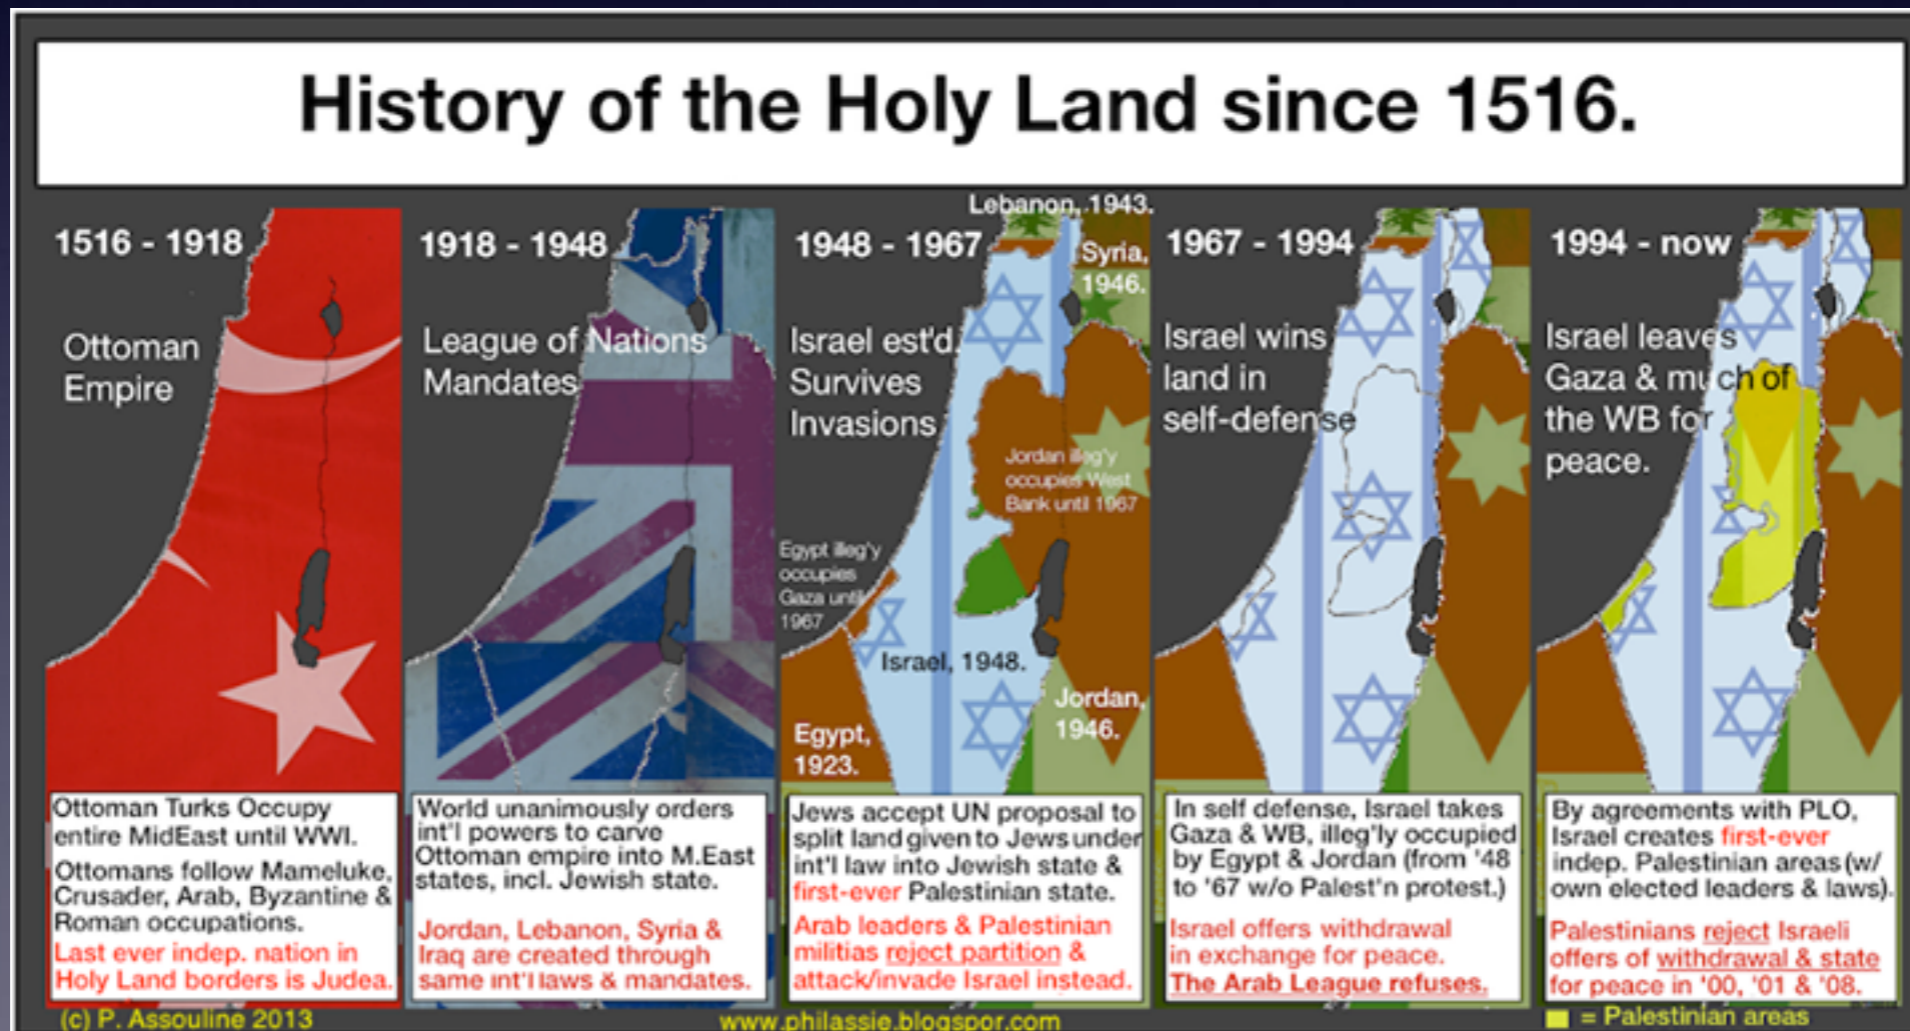 History of the Holy Land since 1516.
1516 - 1918
Ottoman
Empire
Ottoman Turks Occupy
entire MidEast until WWI.
Ottomans follow Mameluke,
Crusader, Arab, Byzantine &
Roman occupations.
Last ever indep. nation in
Holy Land borders is Judea.
1918 - 1948
League of Nations
Mandates
World unanimously orders
int'l powers to carve
Ottoman empire into M.East
states, incl. Jewish state.
Jordan, Lebanon, Syria &
Iraq are created through
same int'l laws & mandates.
Lebanon, 1943.
1948 - 1967
Syria,
1946.
Israel est'd.
Survives
Invasions
Jordan illeg'y
occupies West
Bank until 1967
Egypt illeg'y
occupies
Gaza until
1967
Israel, 1948.
Jordan,
1946.
Egypt,
1923.
Jews accept UN proposal to
split land given to Jews under
int'l law into Jewish state &
first-ever Palestinian state.
Arab leaders & Palestinian
militias reject partition &
attack/invade Israel instead.
1967 - 1994
Israel wins
land in
self-defense
In self defense, Israel takes
Gaza & WB, illeg'ly occupied
by Egypt & Jordan (from '48
to '67 w/o Palest'n protest.)
Israel offers withdrawal
in exchange for peace.
The Arab League refuses.
1994 - now
Israel leaves
Gaza & much of
the WB for
peace.
By agreements with PLO,
Israel creates first-ever
indep. Palestinian areas (w/
own elected leaders & laws).
Palestinians reject Israeli
offers of withdrawal & state
for peace in '00, '01 & '08.
(c) P. Assouline 2013
www.philassie.blogspor.com
= Palestinian areas